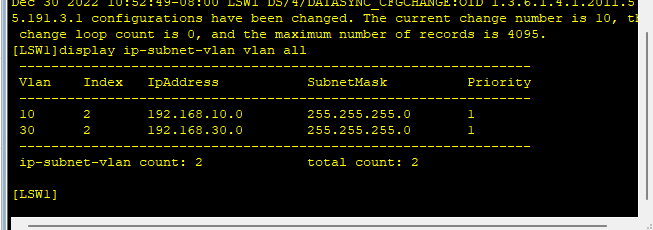 Dec 30 2022 10:52:49-08:00 LSW1 DS/4/DATASYNC_CFGCHANGE:OID 1.3.6.1.4.1.2011.5
5.191.3.1 configurations have been changed. The current change number is 10, th
change loop count is 0, and the maximum number of records is 4095.
[LSW1]display ip-subnet-vlan vlan all
----------------------------------------------------------------
Vlan Index IpAddress SubnetMask Priority
----------------------------------------------------------------
10 2 192.168.10.0 255.255.255.0 1
30 2 192.168.30.0 255.255.255.0 1
----------------------------------------------------------------
ip-subnet-vlan count: 2 total count: 2
[LSW1]